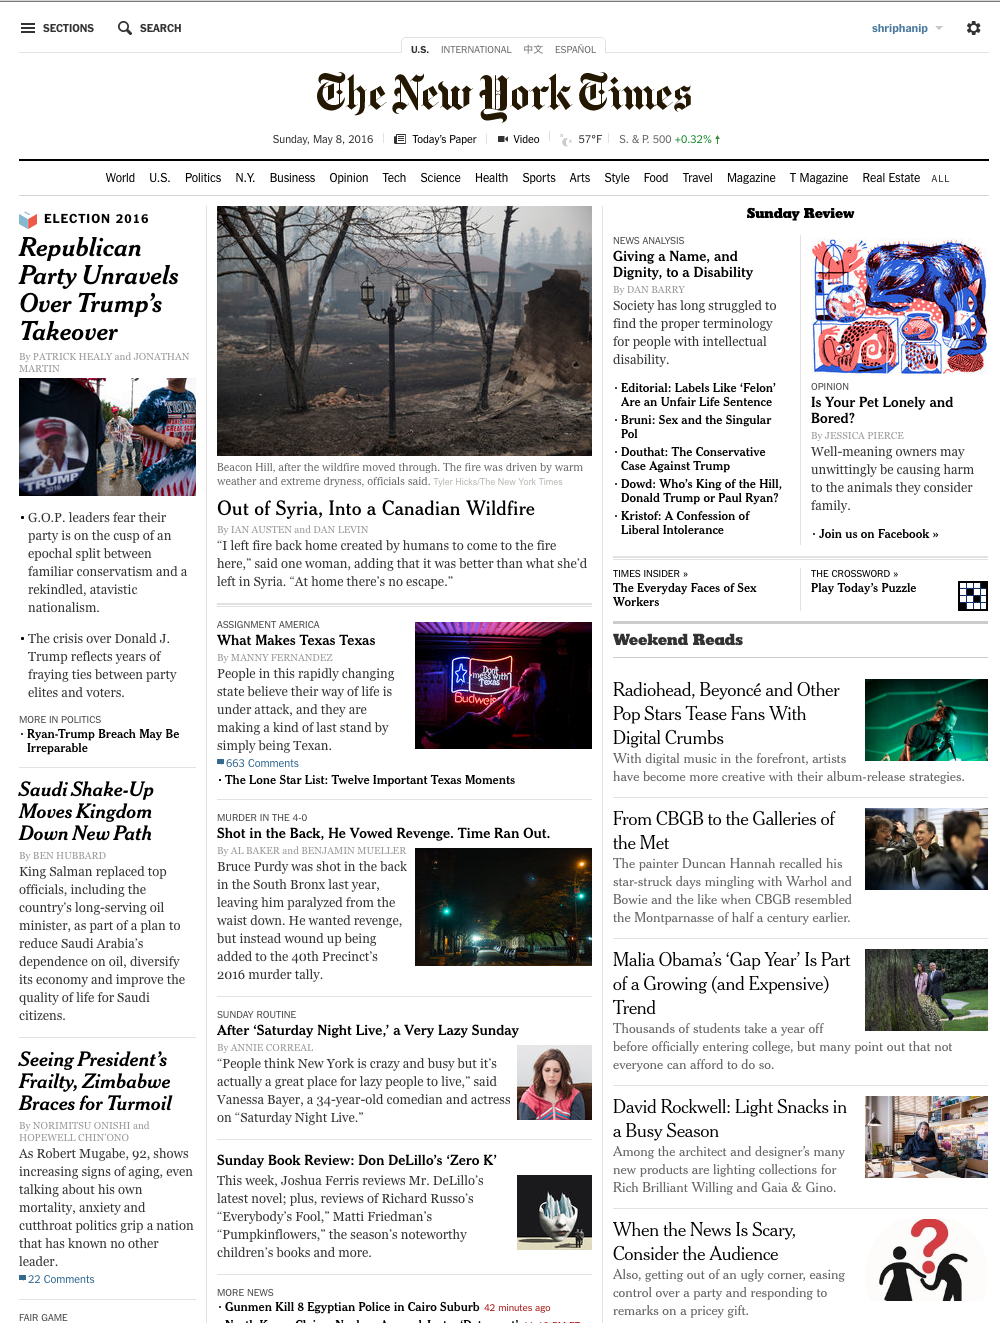 SECTIONS
SEARCH
shriphanip
U.S. INTERNATIONAL 中文 ESPAÑOL
The New York Times
Sunday, May 8, 2016
Today's Paper
Video
57°F
S. & P. 500 +0.32%
World U.S. Politics N.Y. Business Opinion Tech Science Health Sports Arts Style Food Travel Magazine T Magazine Real Estate ALL
ELECTION 2016
Republican
Party Unravels
Over Trump's
Takeover
By PATRICK HEALY and JONATHAN
MARTIN
TRUMP
• G.O.P. leaders fear their
party is on the cusp of an
epochal split between
familiar conservatism and a
rekindled, atavistic
nationalism.
• The crisis over Donald J.
Trump reflects years of
fraying ties between party
elites and voters.
MORE IN POLITICS
· Ryan-Trump Breach May Be
Irreparable
Saudi Shake-Up
Moves Kingdom
Down New Path
By BEN HUBBARD
King Salman replaced top
officials, including the
country's long-serving oil
minister, as part of a plan to
reduce Saudi Arabia's
dependence on oil, diversify
its economy and improve the
quality of life for Saudi
citizens.
Seeing President's
Frailty, Zimbabwe
Braces for Turmoil
By NORIMITSU ONISHI and
HOPEWELL CHIN'ONO
As Robert Mugabe, 92, shows
increasing signs of aging, even
talking about his own
mortality, anxiety and
cutthroat politics grip a nation
that has known no other
leader.
22 Comments
FAIR GAME
Beacon Hill, after the wildfire moved through. The fire was driven by warm
weather and extreme dryness, officials said. Tyler Hicks/The New York Times
Out of Syria, Into a Canadian Wildfire
By IAN AUSTEN and DAN LEVIN
“I left fire back home created by humans to come to the fire
here,” said one woman, adding that it was better than what she'd
left in Syria. “At home there's no escape.”
ASSIGNMENT AMERICA
What Makes Texas Texas
By MANNY FERNANDEZ
People in this rapidly changing
state believe their way of life is
under attack, and they are
making a kind of last stand by
simply being Texan.
663 Comments
· The Lone Star List: Twelve Important Texas Moments
Don't
mess with
Texas
Budweiser
MURDER IN THE 4-0
Shot in the Back, He Vowed Revenge. Time Ran Out.
By AL BAKER and BENJAMIN MUELLER
Bruce Purdy was shot in the back
in the South Bronx last year,
leaving him paralyzed from the
waist down. He wanted revenge,
but instead wound up being
added to the 40th Precinct's
2016 murder tally.
SUNDAY ROUTINE
After ‘Saturday Night Live,’ a Very Lazy Sunday
By ANNIE CORREAL
“People think New York is crazy and busy but it's
actually a great place for lazy people to live,” said
Vanessa Bayer, a 34-year-old comedian and actress
on “Saturday Night Live.”
Sunday Book Review: Don DeLillo's ‘Zero K’
This week, Joshua Ferris reviews Mr. DeLillo's
latest novel; plus, reviews of Richard Russo's
“Everybody's Fool,” Matti Friedman's
“Pumpkinflowers,” the season's noteworthy
children's books and more.
MORE NEWS
· Gunmen Kill 8 Egyptian Police in Cairo Suburb 42 minutes ago
Sunday Review
NEWS ANALYSIS
Giving a Name, and
Dignity, to a Disability
By DAN BARRY
Society has long struggled to
find the proper terminology
for people with intellectual
disability.
· Editorial: Labels Like ‘Felon’
Are an Unfair Life Sentence
· Bruni: Sex and the Singular
Pol
· Douthat: The Conservative
Case Against Trump
· Dowd: Who's King of the Hill,
Donald Trump or Paul Ryan?
· Kristof: A Confession of
Liberal Intolerance
OPINION
Is Your Pet Lonely and
Bored?
By JESSICA PIERCE
Well-meaning owners may
unwittingly be causing harm
to the animals they consider
family.
· Join us on Facebook »
TIMES INSIDER »
The Everyday Faces of Sex
Workers
THE CROSSWORD »
Play Today's Puzzle
Weekend Reads
Radiohead, Beyoncé and Other
Pop Stars Tease Fans With
Digital Crumbs
With digital music in the forefront, artists
have become more creative with their album-release strategies.
From CBGB to the Galleries of
the Met
The painter Duncan Hannah recalled his
star-struck days mingling with Warhol and
Bowie and the like when CBGB resembled
the Montparnasse of half a century earlier.
Malia Obama's ‘Gap Year’ Is Part
of a Growing (and Expensive)
Trend
Thousands of students take a year off
before officially entering college, but many point out that not
everyone can afford to do so.
David Rockwell: Light Snacks in
a Busy Season
Among the architect and designer's many
new products are lighting collections for
Rich Brilliant Willing and Gaia & Gino.
When the News Is Scary,
Consider the Audience
Also, getting out of an ugly corner, easing
control over a party and responding to
remarks on a pricey gift.